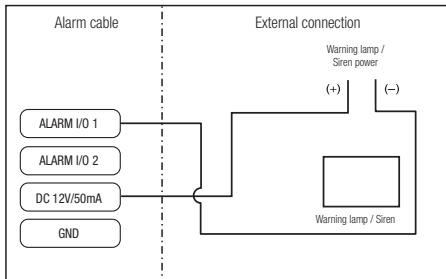 Alarm cable
External connection
Warning lamp /
Siren power
(+)
(−)
ALARM I/O 1
ALARM I/O 2
DC 12V/50mA
GND
Warning lamp / Siren